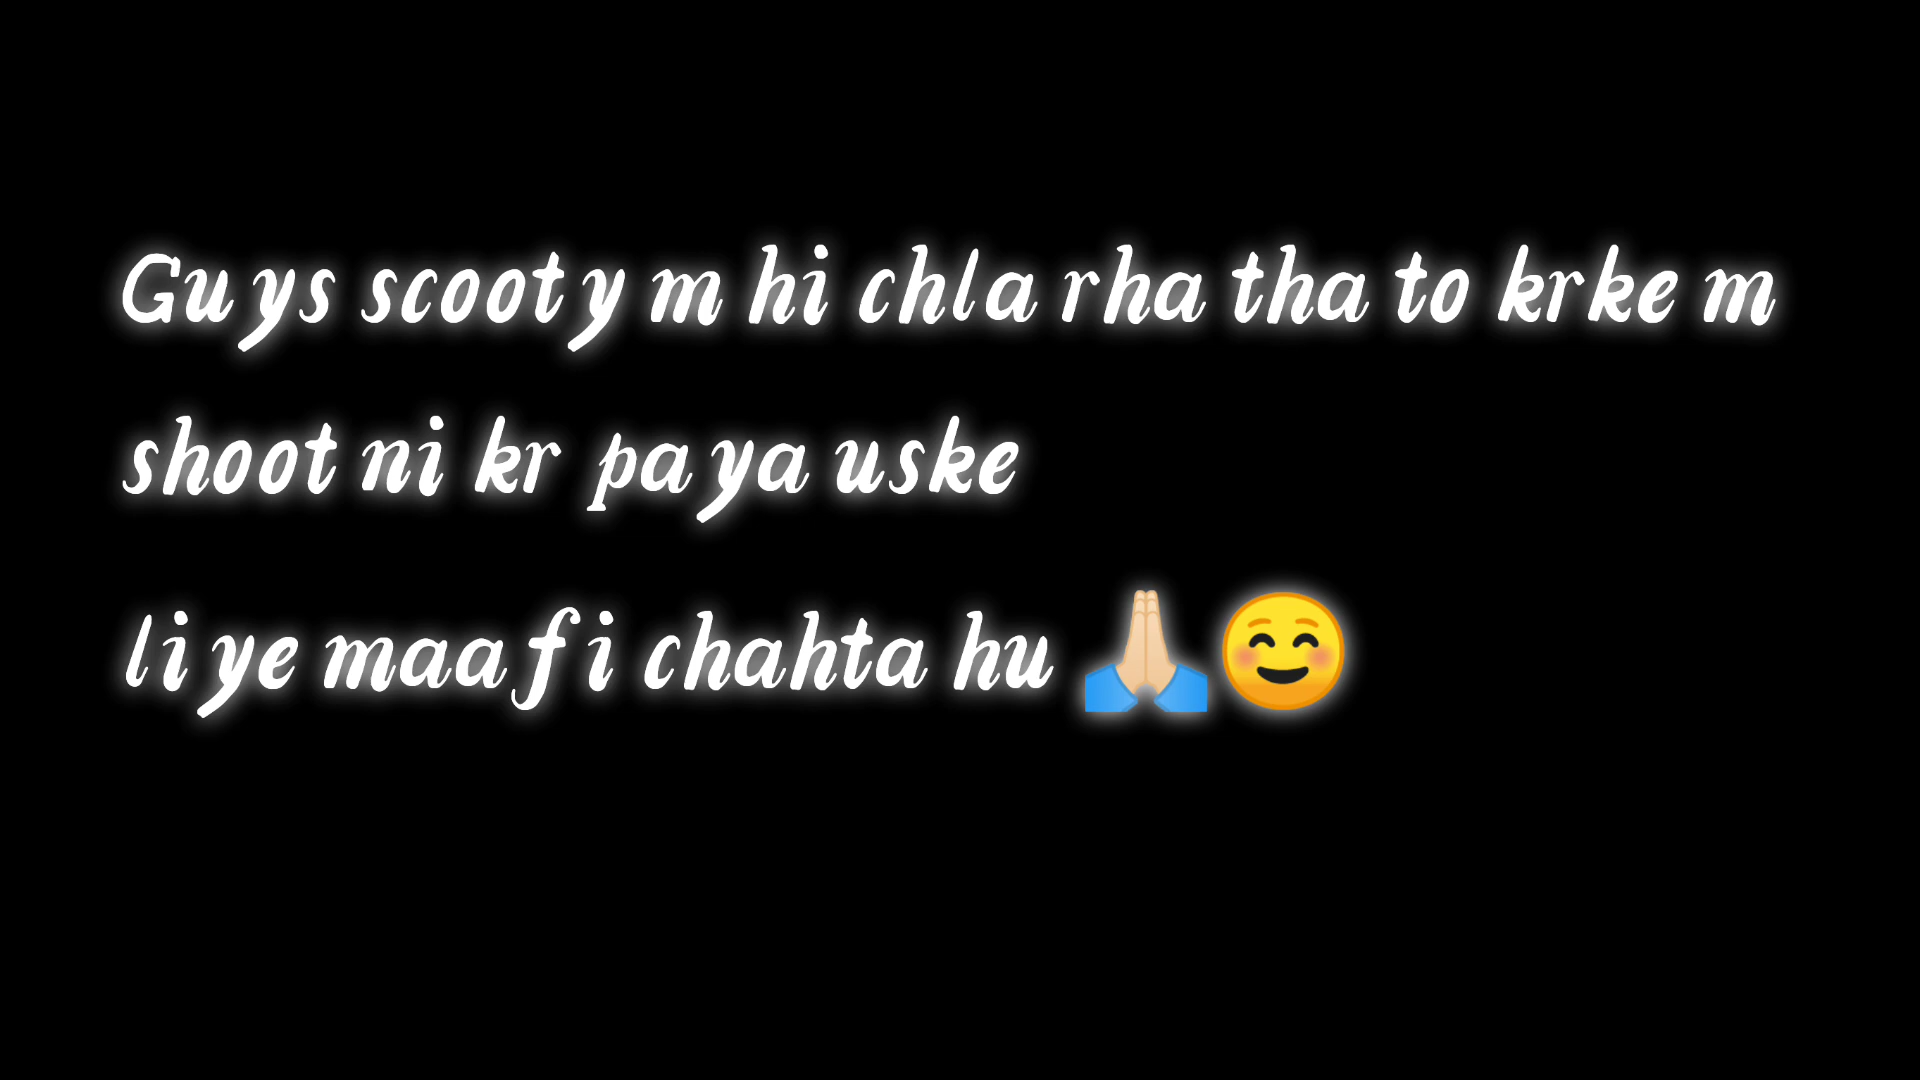 Guys scooty m hi chla rha tha to krke m
shoot ni kr paya uske
liye maafi chahta hu 🙏🏻☺️